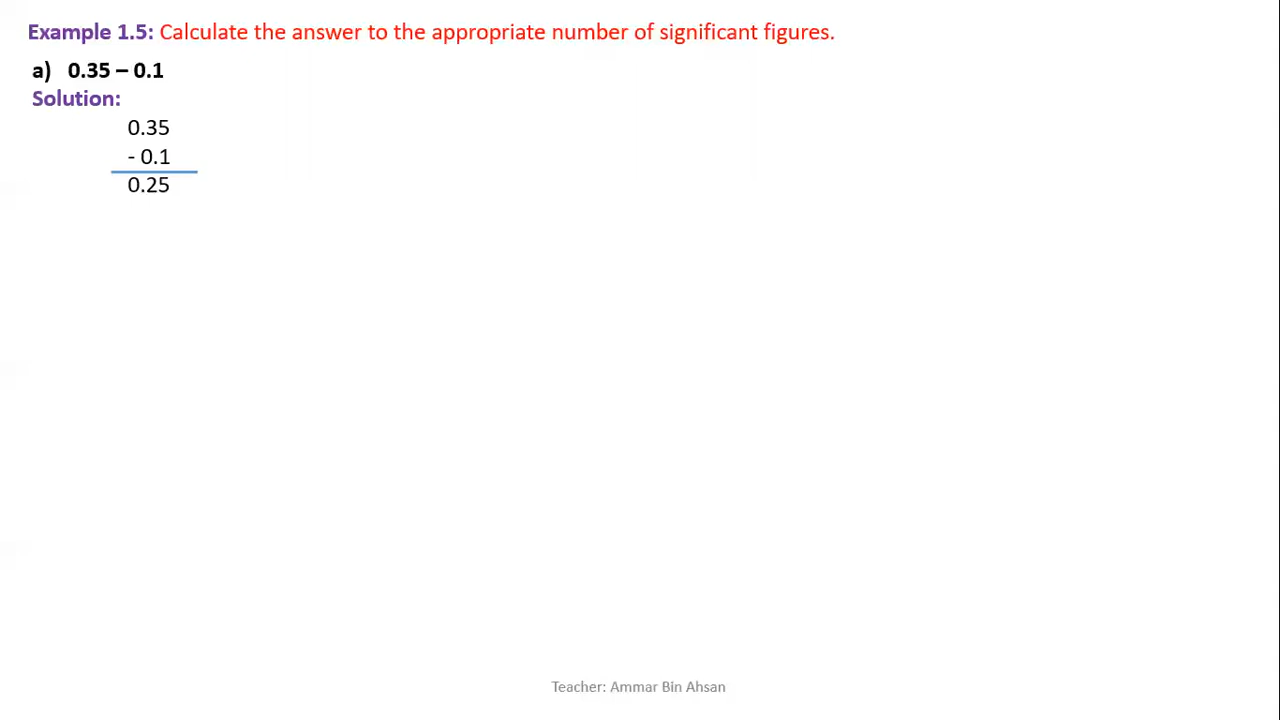 Example 1.5: Calculate the answer to the appropriate number of significant figures.
a) 0.35 – 0.1
Solution:
0.35
- 0.1
0.25
Teacher: Ammar Bin Ahsan